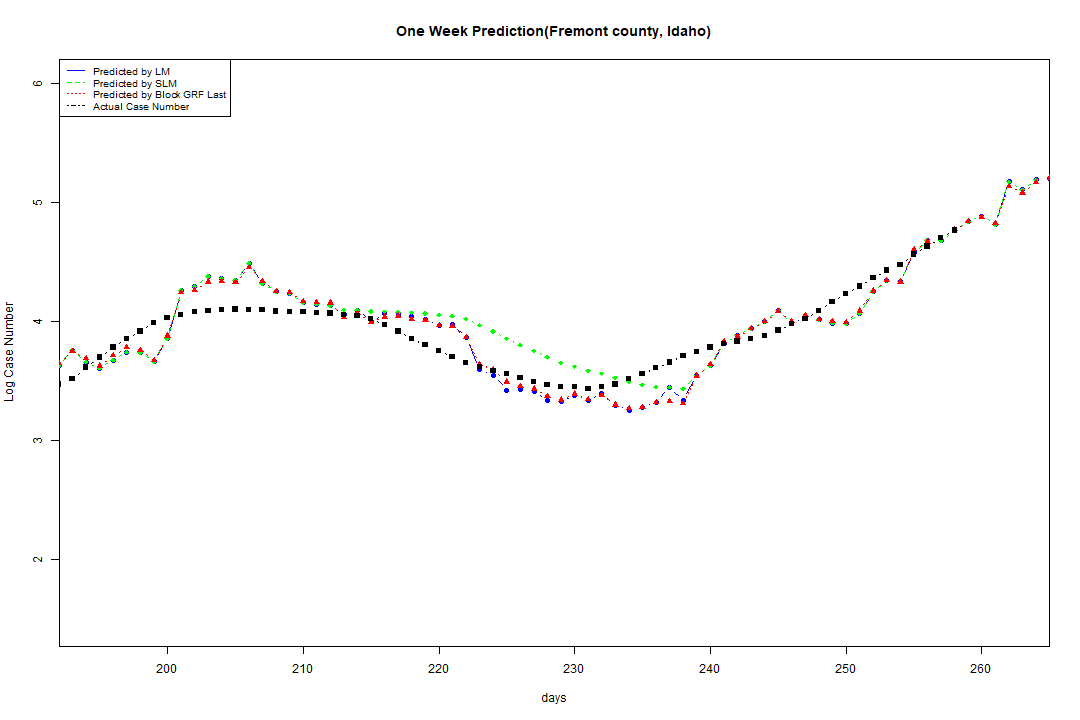 One Week Prediction(Fremont county, Idaho)
Predicted by LM
Predicted by SLM
Predicted by Block GRF Last
Actual Case Number
Log Case Number
6
5
4
3
2
200 210 220 230 240 250 260
days